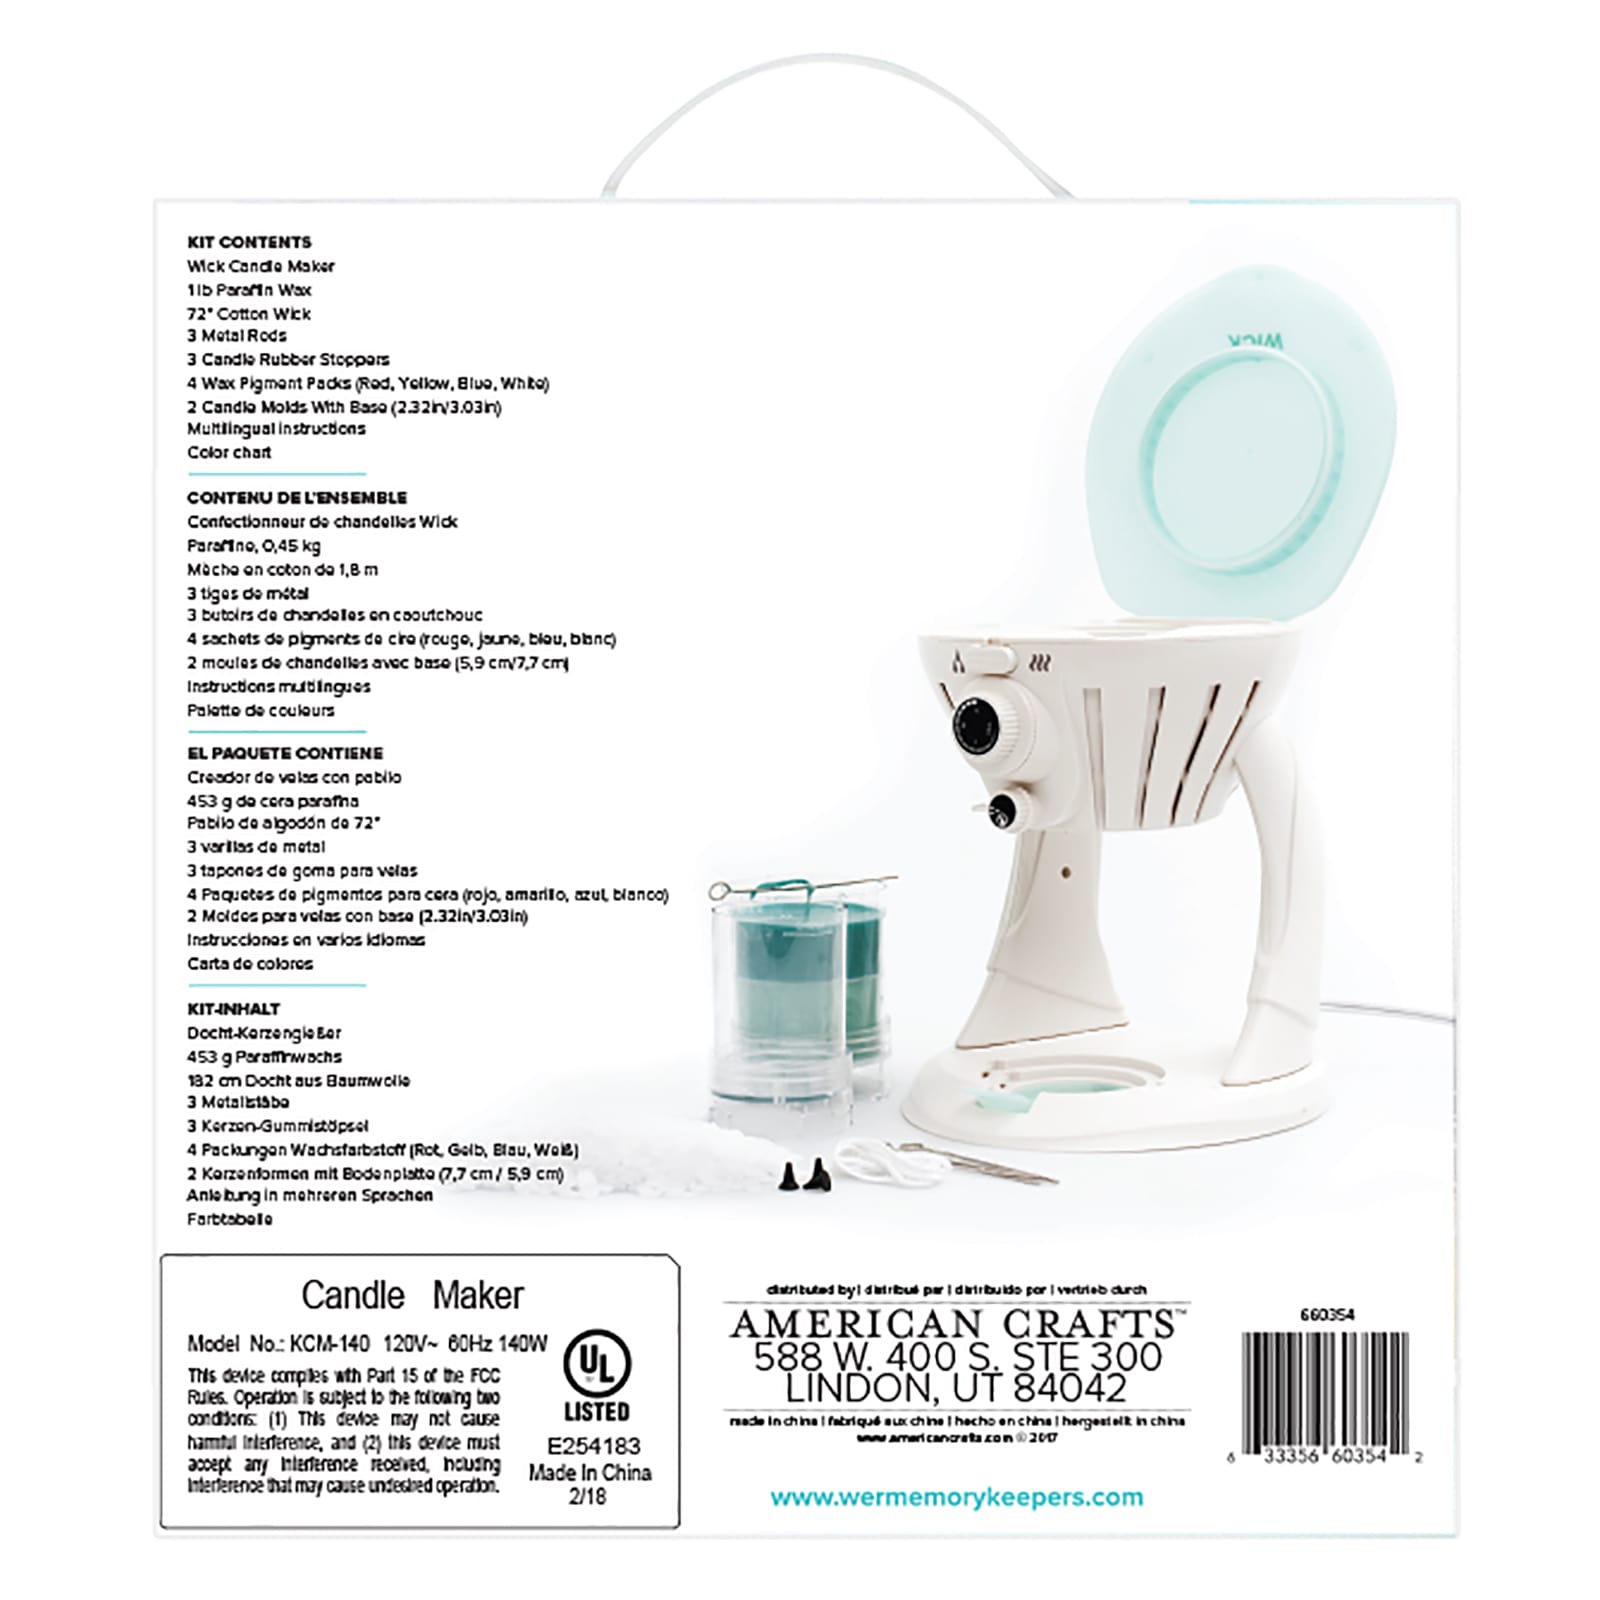 KIT CONTENTS
Wick Candle Maker
1 lb Paraffin Wax
72" Cotton Wick
3 Metal Rods
3 Candle Rubber Stoppers
4 Wax Pigment Packs (Red, Yellow, Blue, White)
2 Candle Molds With Base (2.32in/3.03in)
Multilingual instructions
Color chart
CONTENU DE L'ENSEMBLE
Confectionneur de chandelles Wick
Paraffine, 0,45 kg
Mèche en coton de 1,8 m
3 tiges de métal
3 butoirs de chandelles en caoutchouc
4 sachets de pigments de cire (rouge, jaune, bleu, blanc)
2 moules de chandelles avec base (5,9 cm/7,7 cm)
Instructions multilingues
Palette de couleurs
EL PAQUETE CONTIENE
Creador de velas con pabilo
453 g de cera parafina
Pabilo de algodón de 72"
3 varillas de metal
3 tapones de goma para velas
4 Paquetes de pigmentos para cera (rojo, amarillo, azul, blanco)
2 Moldes para velas con base (2.32in/3.03in)
Instrucciones en varios idiomas
Carta de colores
KIT-INHALT
Docht-Kerzengießer
453 g Paraffinwachs
182 cm Docht aus Baumwolle
3 Metallstäbe
3 Kerzen-Gummistöpsel
4 Packungen Wachsfarbstoff (Rot, Gelb, Blau, Weiß)
2 Kerzenformen mit Bodenplatte (7,7 cm / 5,9 cm)
Anleitung in mehreren Sprachen
Farbtabelle
WICK
Candle Maker
Model No.: KCM-140 120V~ 60Hz 140W
This device complies with Part 15 of the FCC
Rules. Operation is subject to the following two
conditions: (1) This device may not cause
harmful interference, and (2) this device must
accept any interference received, including
interference that may cause undesired operation.
UL
LISTED
E254183
Made In China
2/18
distributed by | distribué par | distribuido por | vertrieb durch
AMERICAN CRAFTS™
588 W. 400 S. STE 300
LINDON, UT 84042
made in china | fabriqué aux chine | hecho en china | hergestellt in china
www.americancrafts.com © 2017
www.wermemorykeepers.com
660354
6 33356 60354 2